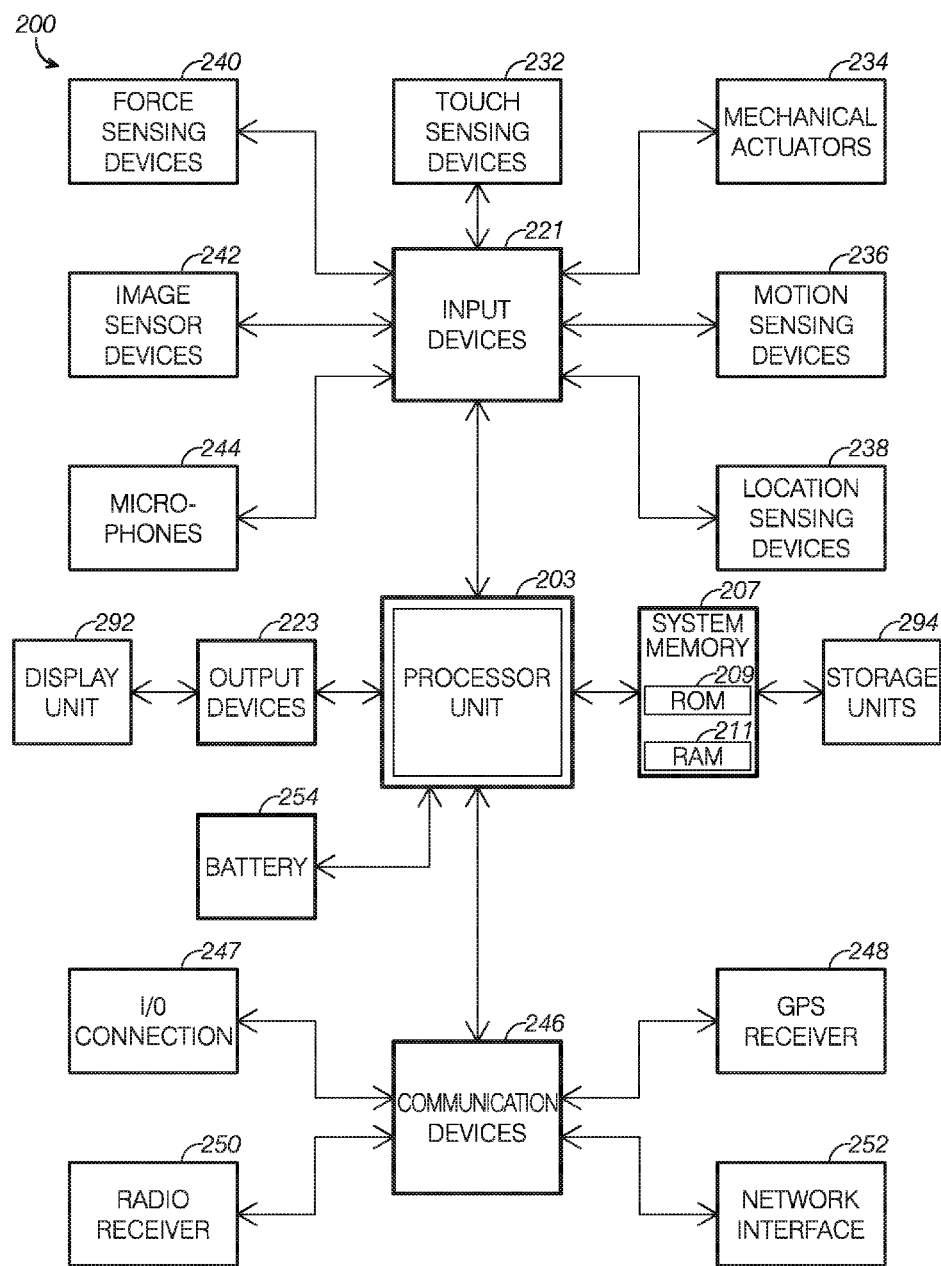 200
240
FORCE
SENSING
DEVICES
232
TOUCH
SENSING
DEVICES
234
MECHANICAL
ACTUATORS
242
IMAGE
SENSOR
DEVICES
221
INPUT
DEVICES
236
MOTION
SENSING
DEVICES
244
MICRO-
PHONES
238
LOCATION
SENSING
DEVICES
292
DISPLAY
UNIT
223
OUTPUT
DEVICES
203
PROCESSOR
UNIT
207
SYSTEM
MEMORY
209
ROM
211
RAM
294
STORAGE
UNITS
254
BATTERY
247
I/0
CONNECTION
246
COMMUNICATION
DEVICES
248
GPS
RECEIVER
250
RADIO
RECEIVER
252
NETWORK
INTERFACE